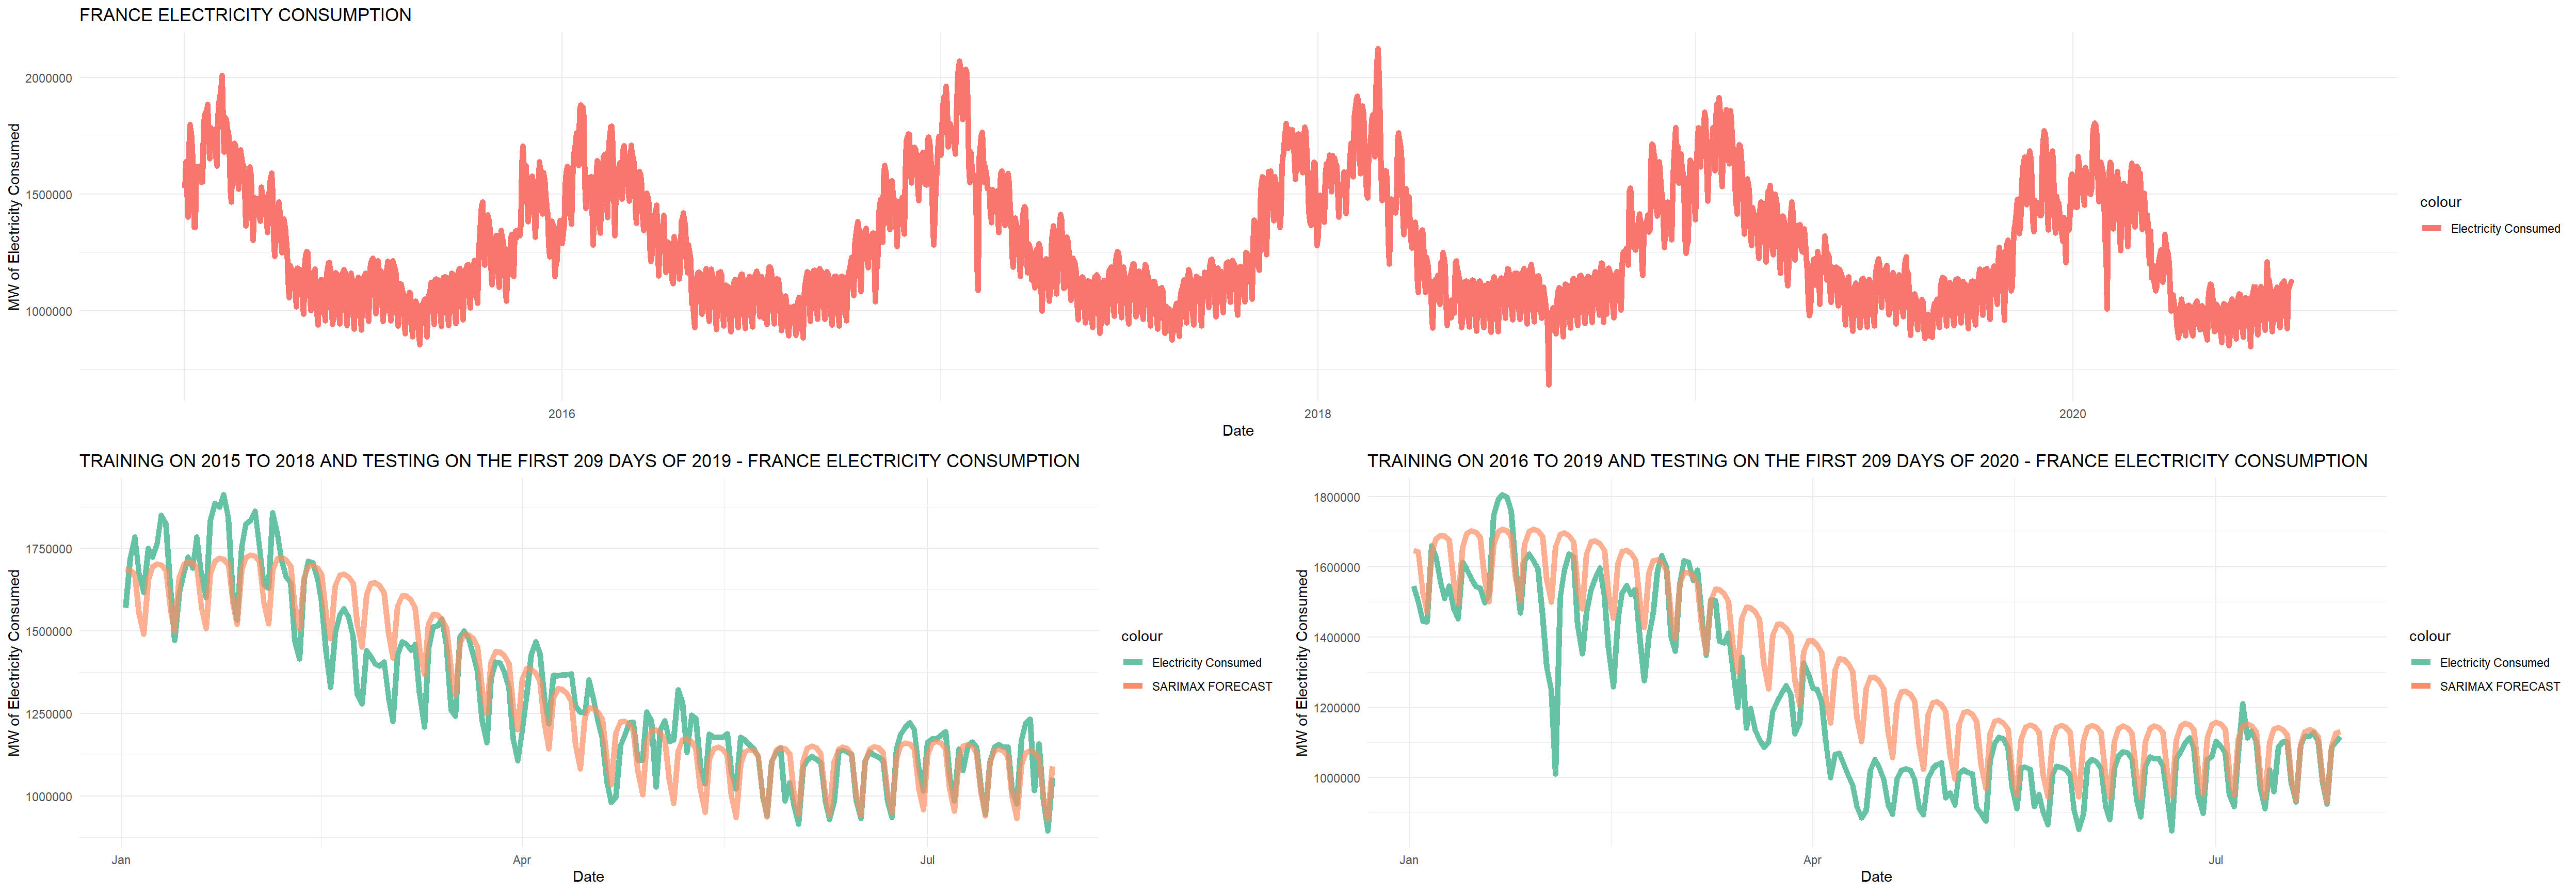 FRANCE ELECTRICITY CONSUMPTION
MW of Electricity Consumed
2000000
1500000
1000000
2016
2018
2020
Date
colour
Electricity Consumed
TRAINING ON 2015 TO 2018 AND TESTING ON THE FIRST 209 DAYS OF 2019 - FRANCE ELECTRICITY CONSUMPTION
MW of Electricity Consumed
1750000
1500000
1250000
1000000
Jan
Apr
Jul
Date
colour
Electricity Consumed
SARIMAX FORECAST
TRAINING ON 2016 TO 2019 AND TESTING ON THE FIRST 209 DAYS OF 2020 - FRANCE ELECTRICITY CONSUMPTION
MW of Electricity Consumed
1800000
1600000
1400000
1200000
1000000
Jan
Apr
Jul
Date
colour
Electricity Consumed
SARIMAX FORECAST